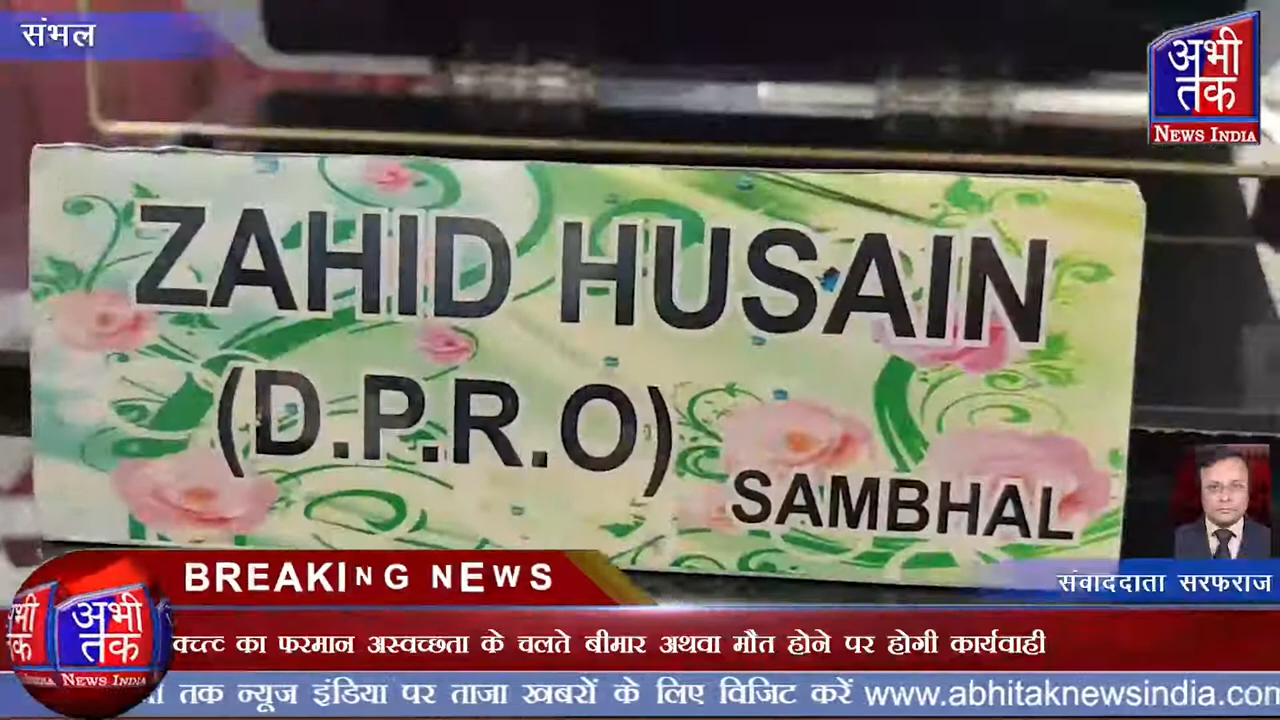 संभल
अभी
तक
NEWS INDIA
ZAHID HUSAIN
(D.P.R.O)
SAMBHAL
संवाददाता सरफराज
BREAKING NEWS
अभी
तक
NEWS INDIA
का फरमान अस्वच्छता के चलते बीमार अथवा मौत होने पर होगी कार्यवाही
तक न्यूज इंडिया पर ताजा खबरों के लिए विजिट करें www.abhitaknewsindia.com